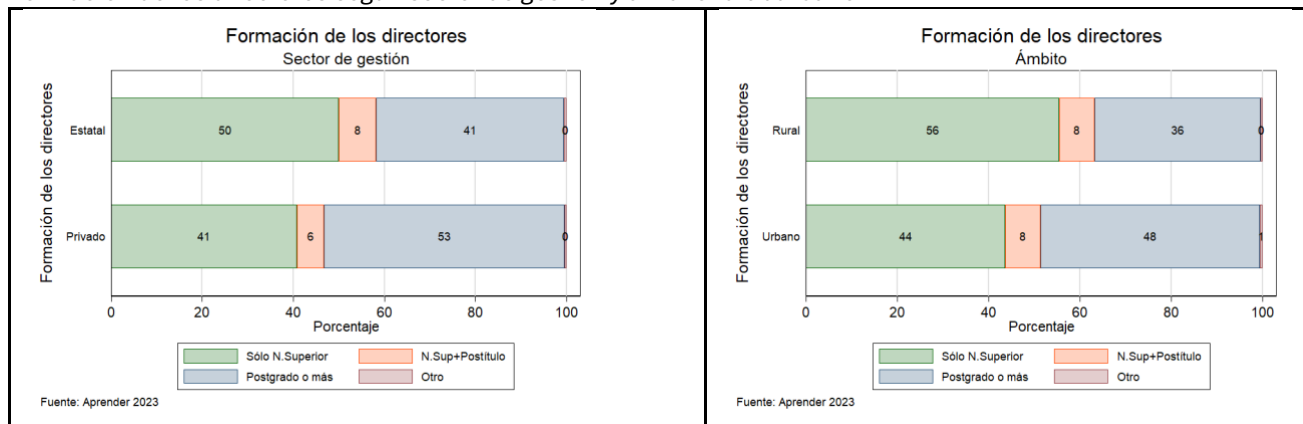 Formación de los directores
Sector de gestión
Formación de los directores
Estatal
50
8
41
0
Privado
41
6
53
0
0
20
40
60
80
100
Porcentaje
Sólo N.Superior
N.Sup+Postítulo
Postgrado o más
Otro
Fuente: Aprender 2023
Formación de los directores
Ámbito
Formación de los directores
Rural
56
8
36
0
Urbano
44
8
48
1
0
20
40
60
80
100
Porcentaje
Sólo N.Superior
N.Sup+Postítulo
Postgrado o más
Otro
Fuente: Aprender 2023